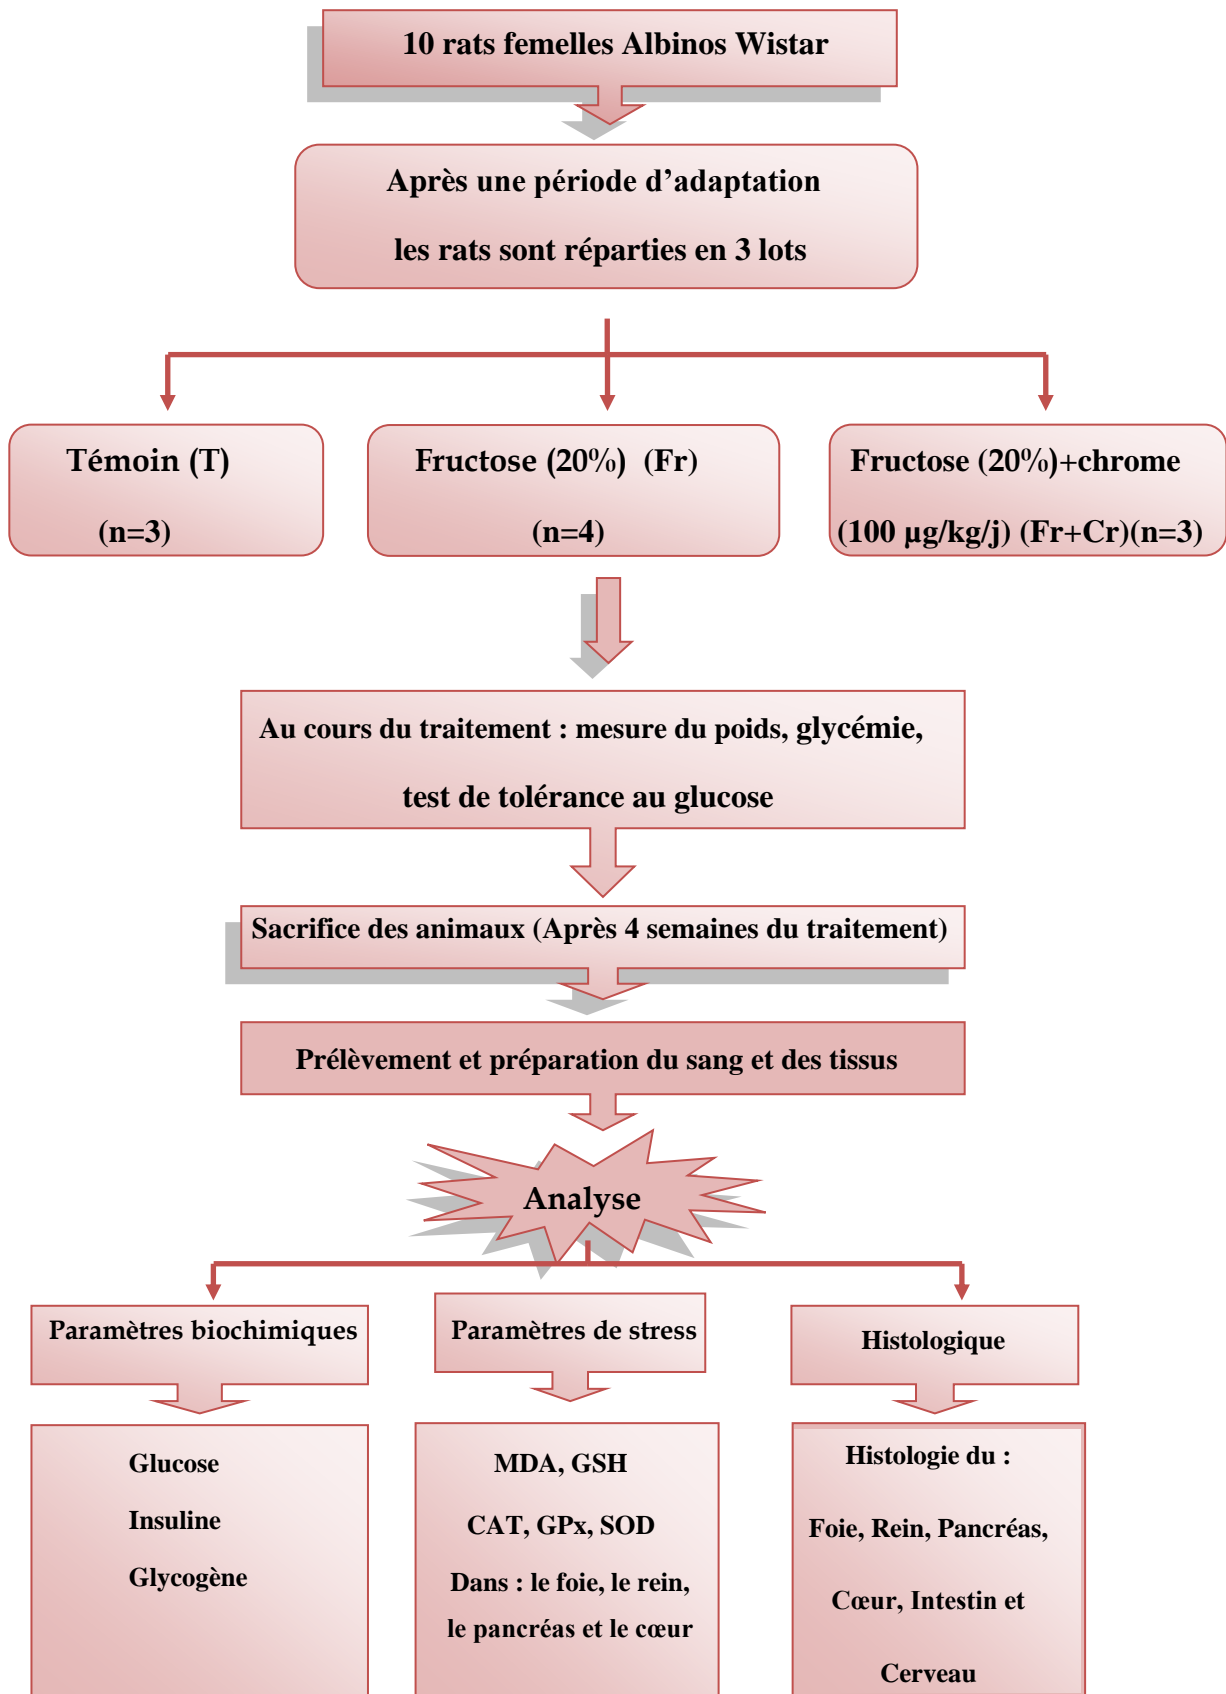 10 rats femelles Albinos Wistar
Après une période d’adaptation
les rats sont réparties en 3 lots
Témoin (T)
(n=3)
Fructose (20%) (Fr)
(n=4)
Fructose (20%)+chrome
(100 µg/kg/j) (Fr+Cr)(n=3)
Au cours du traitement : mesure du poids, glycémie,
test de tolérance au glucose
Sacrifice des animaux (Après 4 semaines du traitement)
Prélèvement et préparation du sang et des tissus
Analyse
Paramètres biochimiques
Paramètres de stress
Histologique
Glucose
Insuline
Glycogène
MDA, GSH
CAT, GPx, SOD
Dans : le foie, le rein,
le pancréas et le cœur
Histologie du :
Foie, Rein, Pancréas,
Cœur, Intestin et
Cerveau